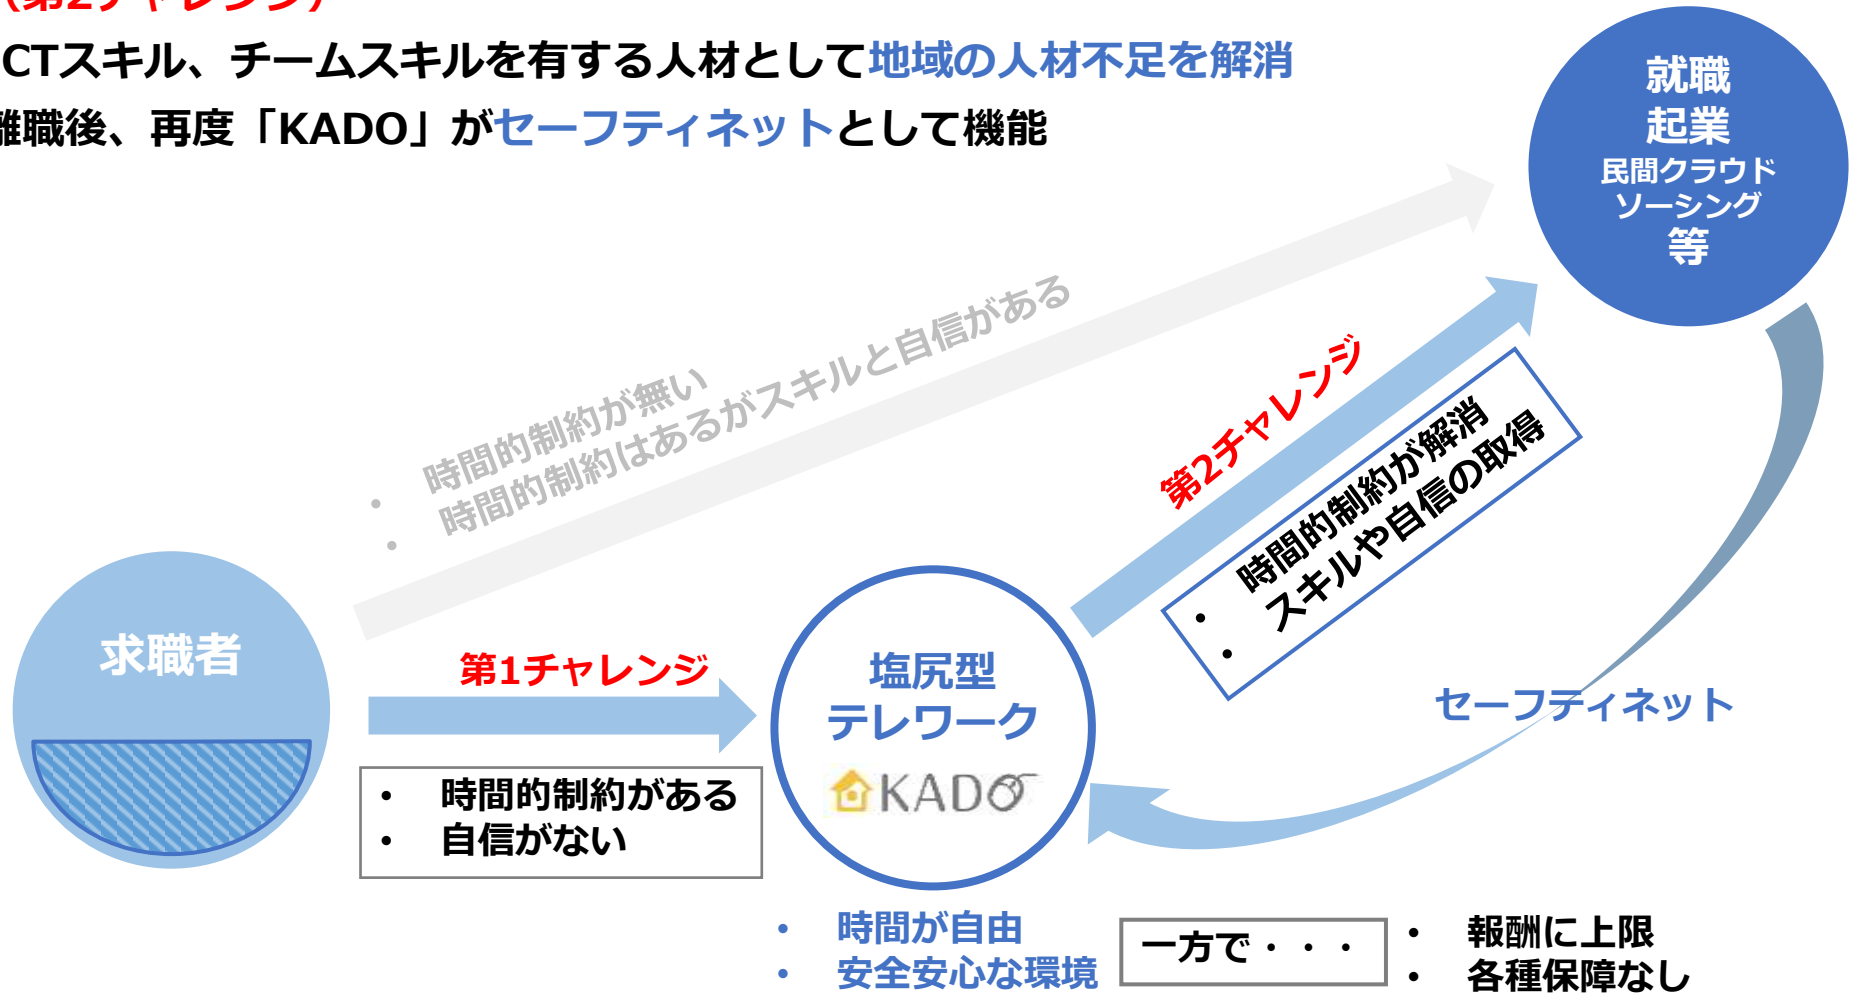 （第2チャレンジ）
CTスキル、チームスキルを有する人材として地域の人材不足を解消
離職後、再度「KADO」がセーフティネットとして機能
就職
起業
民間クラウド
ソーシング
等
• 時間的制約が無い
• 時間的制約はあるがスキルと自信がある
第2チャレンジ
• 時間的制約が解消
• スキルや自信の取得
求職者
第1チャレンジ
• 時間的制約がある
• 自信がない
塩尻型
テレワーク
KADO
セーフティネット
• 時間が自由
• 安全安心な環境
一方で・・・
• 報酬に上限
• 各種保障なし